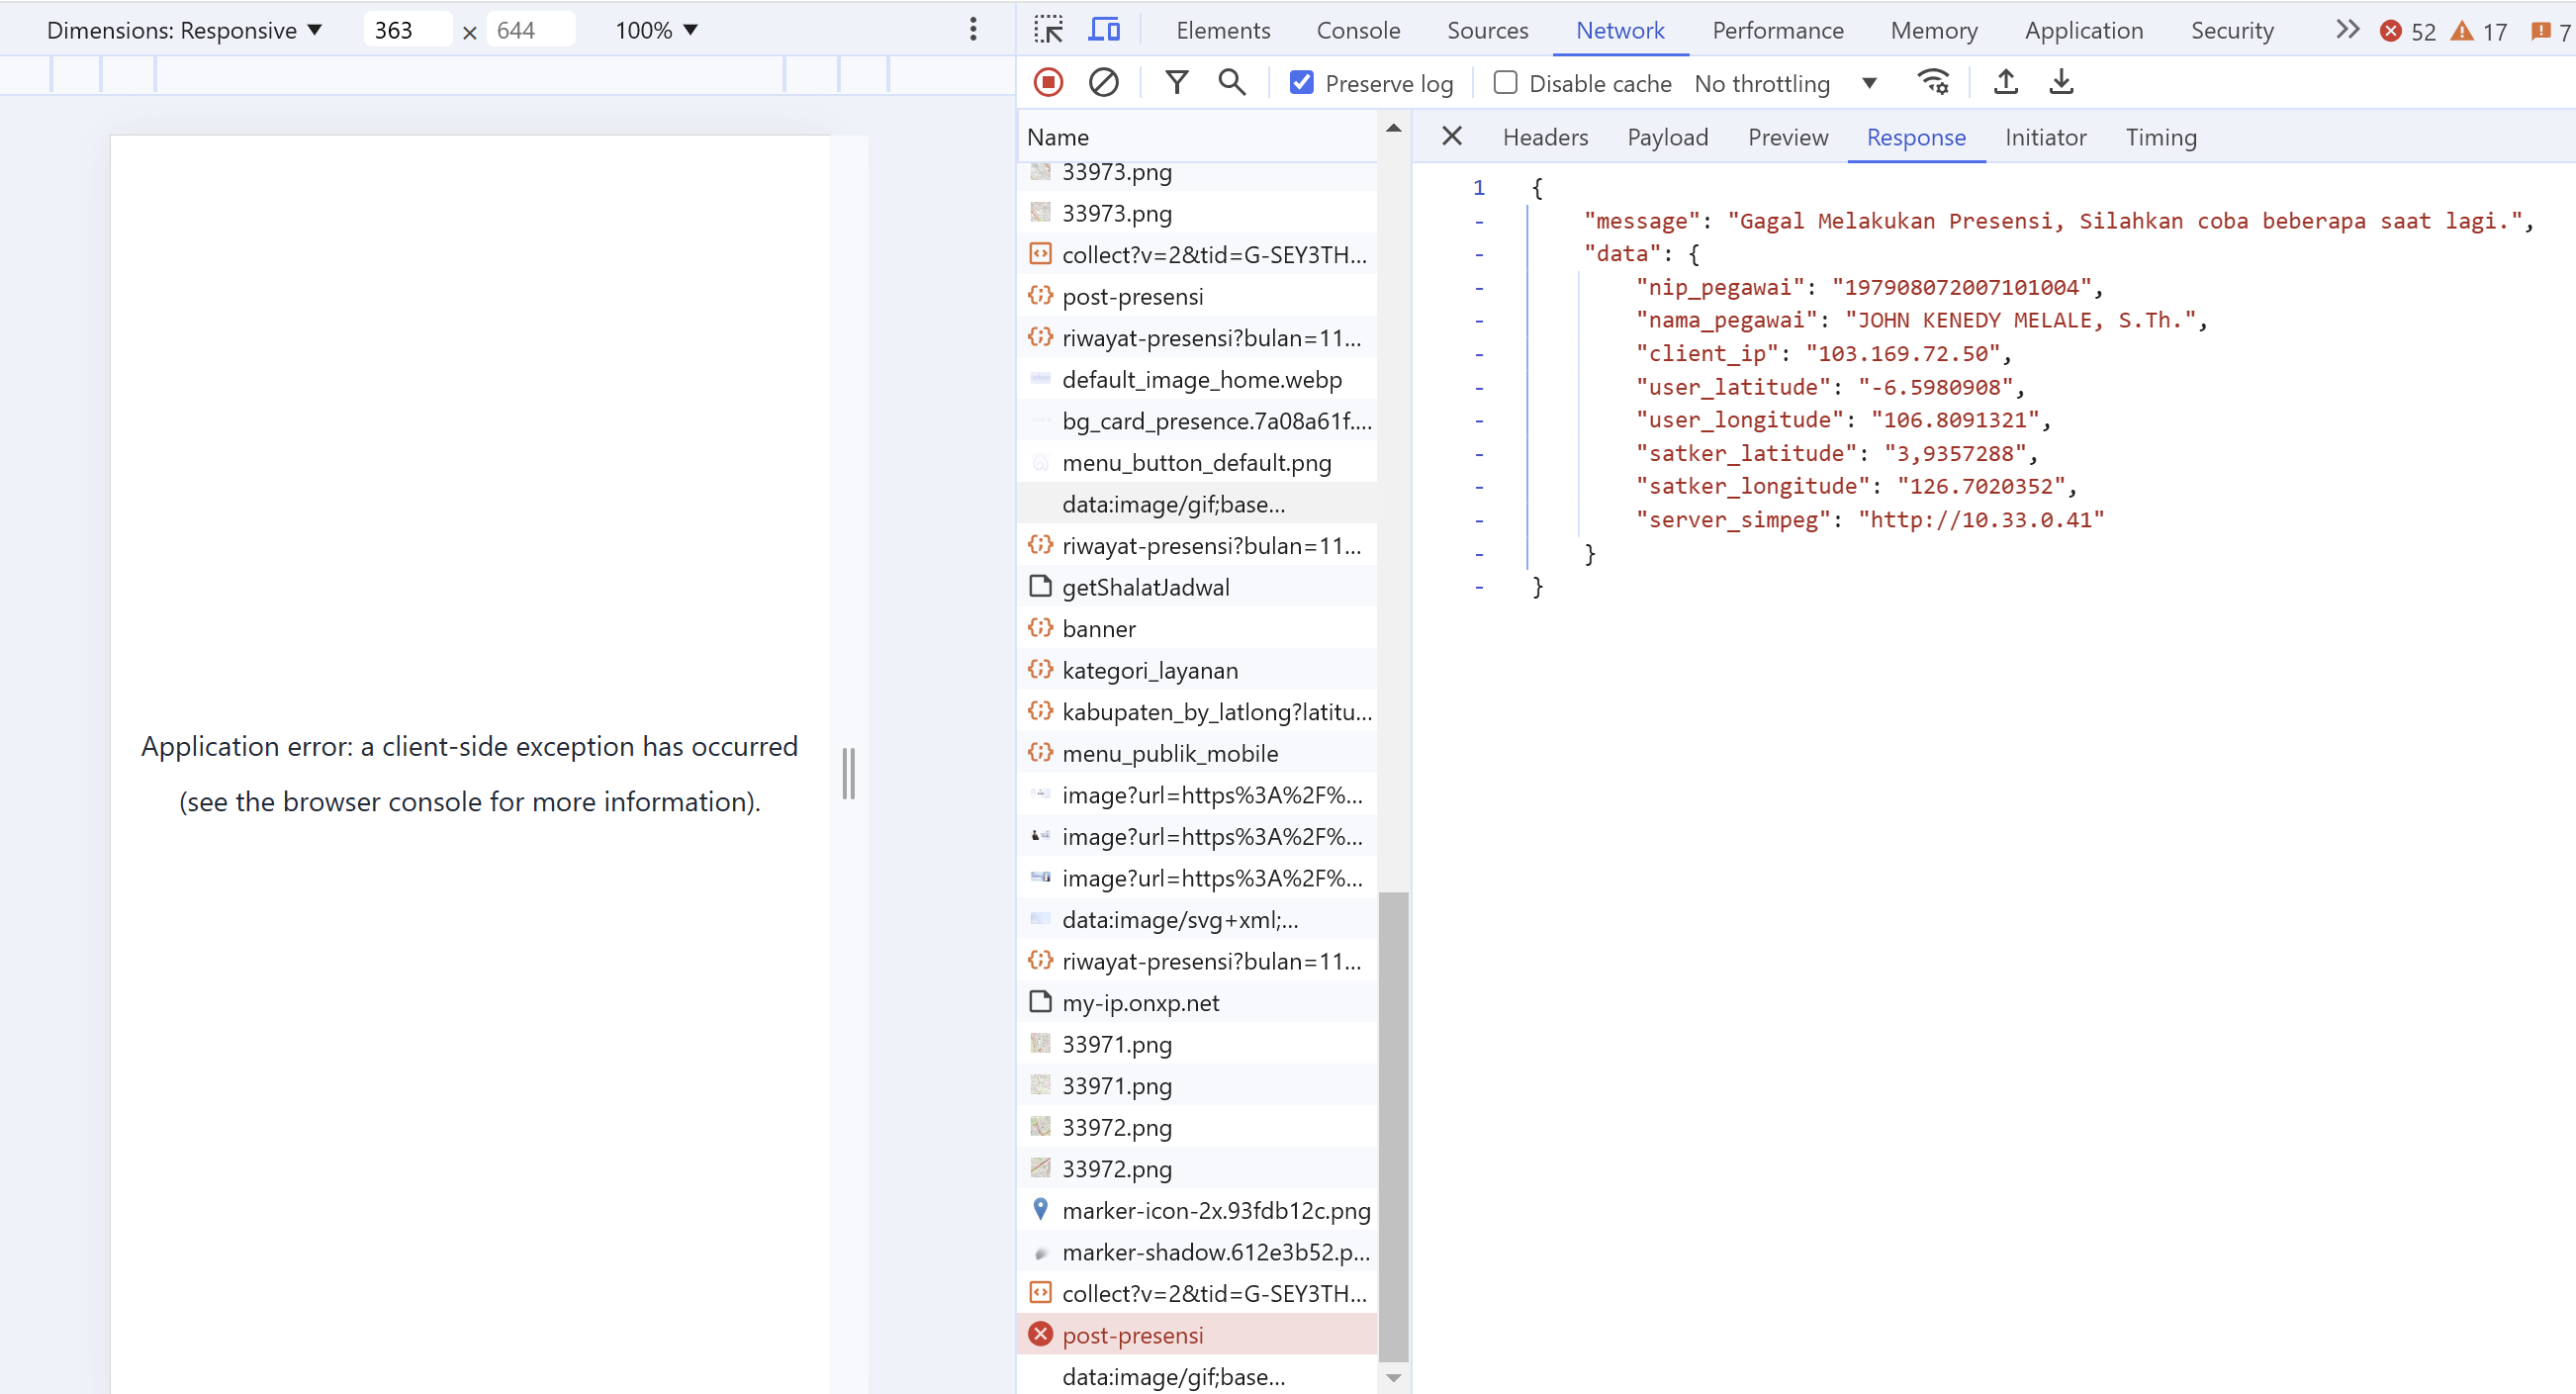 Dimensions: Responsive ▼ 363 × 644 100% ▼
Elements Console Sources Network Performance Memory Application Security 52 17 7
Preserve log Disable cache No throttling
Name
Headers Payload Preview Response Initiator Timing
33973.png
33973.png
collect?v=2&tid=G-SEY3TH...
post-presensi
riwayat-presensi?bulan=11...
default_image_home.webp
bg_card_presence.7a08a61f....
menu_button_default.png
data:image/gif;base...
riwayat-presensi?bulan=11...
getShalatJadwal
banner
kategori_layanan
kabupaten_by_latlong?latitu...
menu_publik_mobile
image?url=https%3A%2F%...
image?url=https%3A%2F%...
image?url=https%3A%2F%...
data:image/svg+xml;...
riwayat-presensi?bulan=11...
my-ip.onxp.net
33971.png
33971.png
33972.png
33972.png
marker-icon-2x.93fdb12c.png
marker-shadow.612e3b52.p...
collect?v=2&tid=G-SEY3TH...
post-presensi
data:image/gif;base...
1 {
- "message": "Gagal Melakukan Presensi, Silahkan coba beberapa saat lagi.",
- "data": {
- "nip_pegawai": "197908072007101004",
- "nama_pegawai": "JOHN KENEDY MELALE, S.Th.",
- "client_ip": "103.169.72.50",
- "user_latitude": "-6.5980908",
- "user_longitude": "106.8091321",
- "satker_latitude": "3,9357288",
- "satker_longitude": "126.7020352",
- "server_simpeg": "http://10.33.0.41"
- }
- }
Application error: a client-side exception has occurred
(see the browser console for more information).